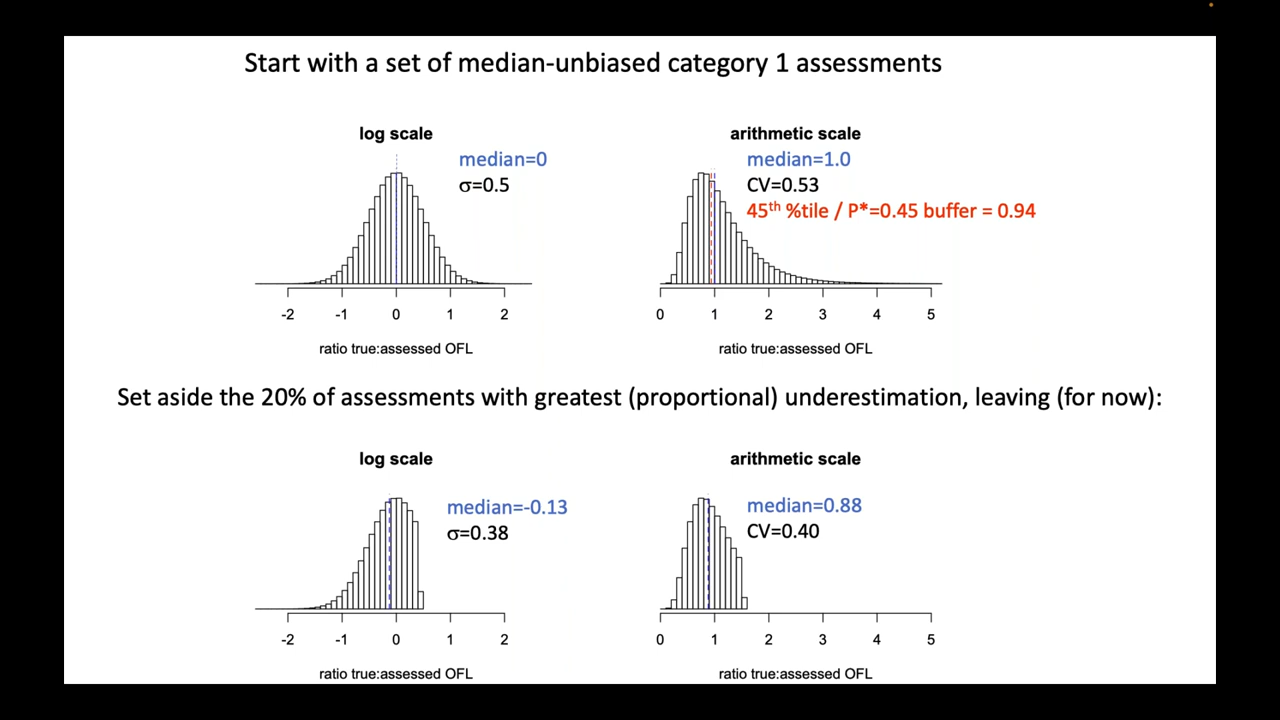 Start with a set of median-unbiased category 1 assessments
log scale
median=0
σ=0.5
-2 -1 0 1 2
ratio true:assessed OFL
arithmetic scale
median=1.0
CV=0.53
45th %tile / P*=0.45 buffer = 0.94
0 1 2 3 4 5
ratio true:assessed OFL
Set aside the 20% of assessments with greatest (proportional) underestimation, leaving (for now):
log scale
median=-0.13
σ=0.38
-2 -1 0 1 2
ratio true:assessed OFL
arithmetic scale
median=0.88
CV=0.40
0 1 2 3 4 5
ratio true:assessed OFL